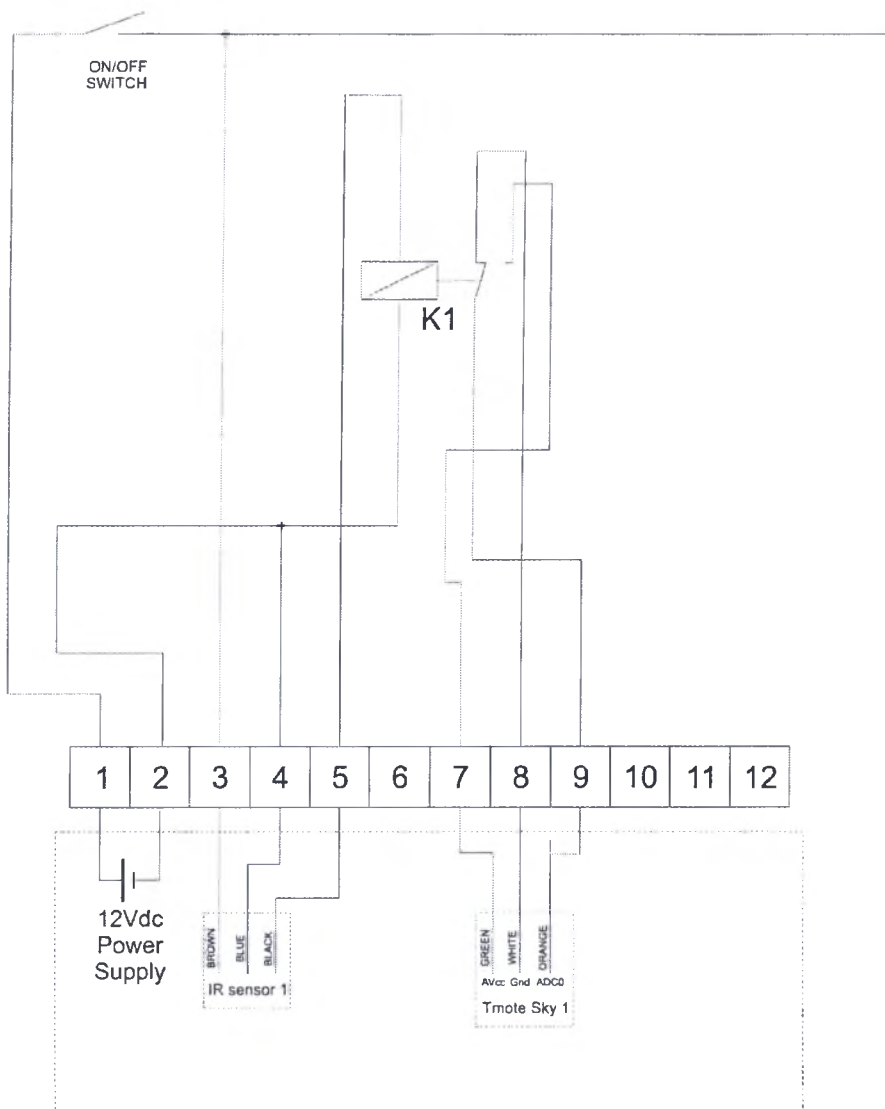 ON/OFF
SWITCH
K1
1 2 3 4 5 6 7 8 9 10 11 12
12Vdc
Power
Supply
BROWN
BLUE
BLACK
IR sensor 1
GREEN
WHITE
ORANGE
AVcc Gnd ADC0
Tmote Sky 1